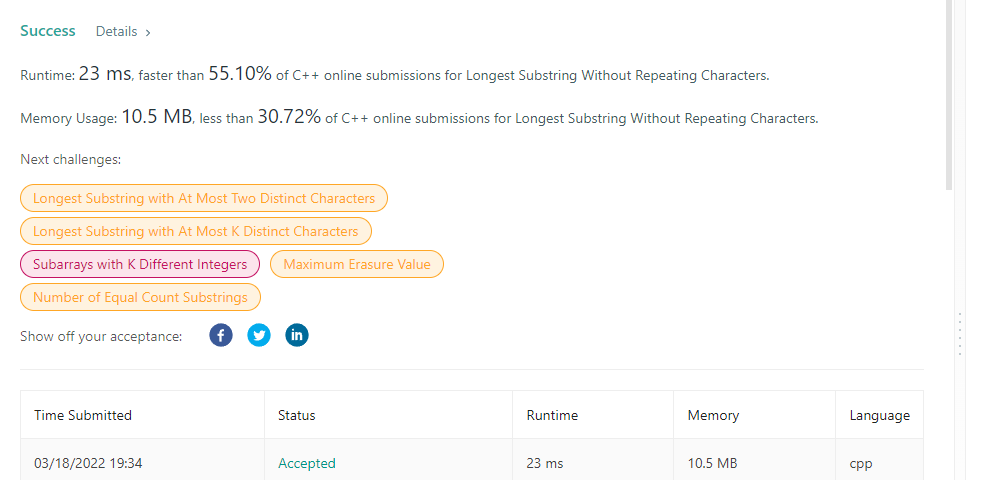 Success Details >
Runtime: 23 ms, faster than 55.10% of C++ online submissions for Longest Substring Without Repeating Characters.
Memory Usage: 10.5 MB, less than 30.72% of C++ online submissions for Longest Substring Without Repeating Characters.
Next challenges:
Longest Substring with At Most Two Distinct Characters
Longest Substring with At Most K Distinct Characters
Subarrays with K Different Integers Maximum Erasure Value
Number of Equal Count Substrings
Show off your acceptance: f in
Time Submitted Status Runtime Memory Language
03/18/2022 19:34 Accepted 23 ms 10.5 MB cpp